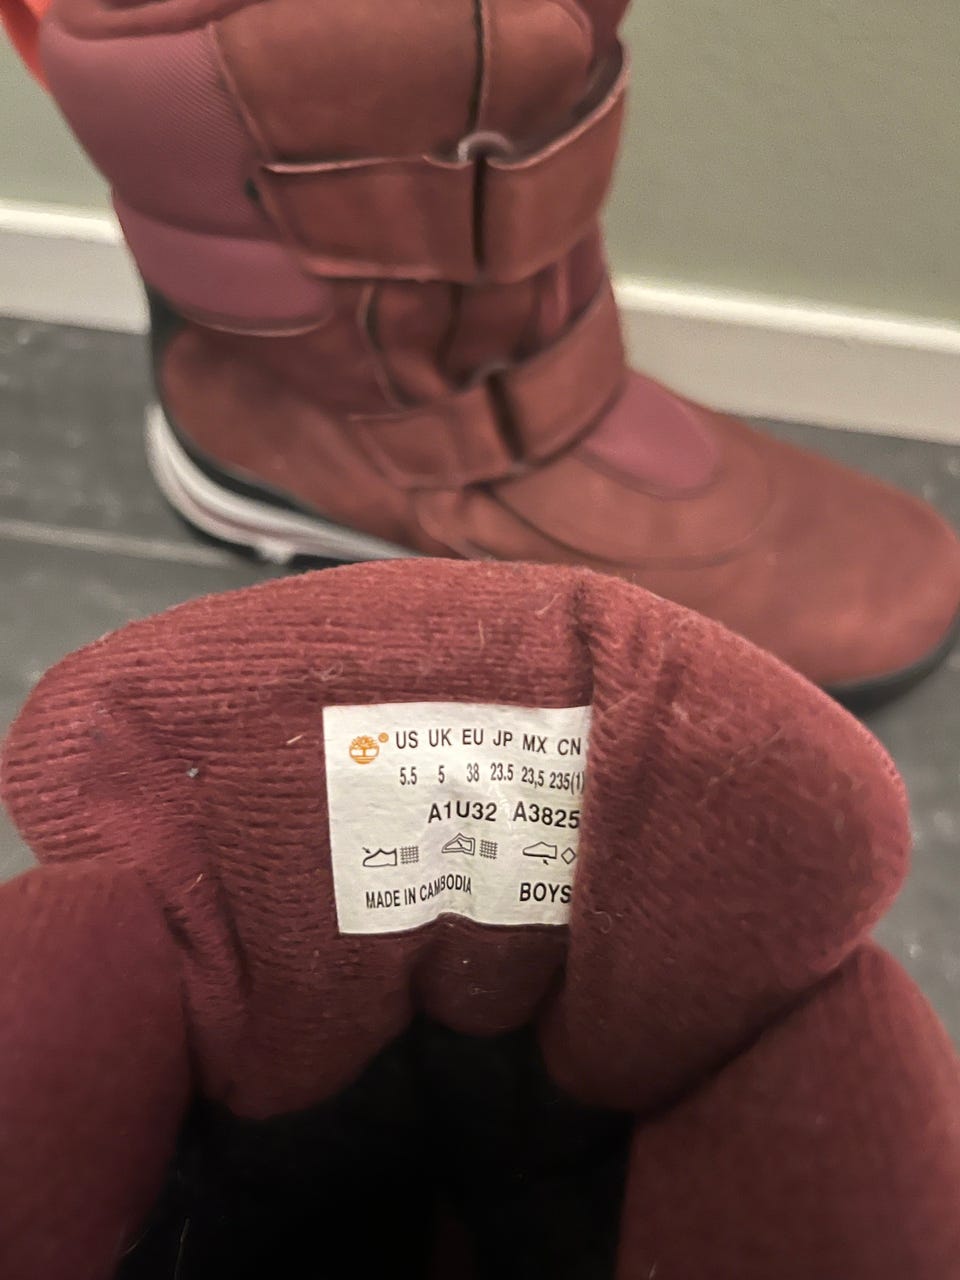 US UK EU JP MX CN
5.5 5 38 23.5 23,5 235(1)
A1U32 A3825
MADE IN CAMBODIA BOYS